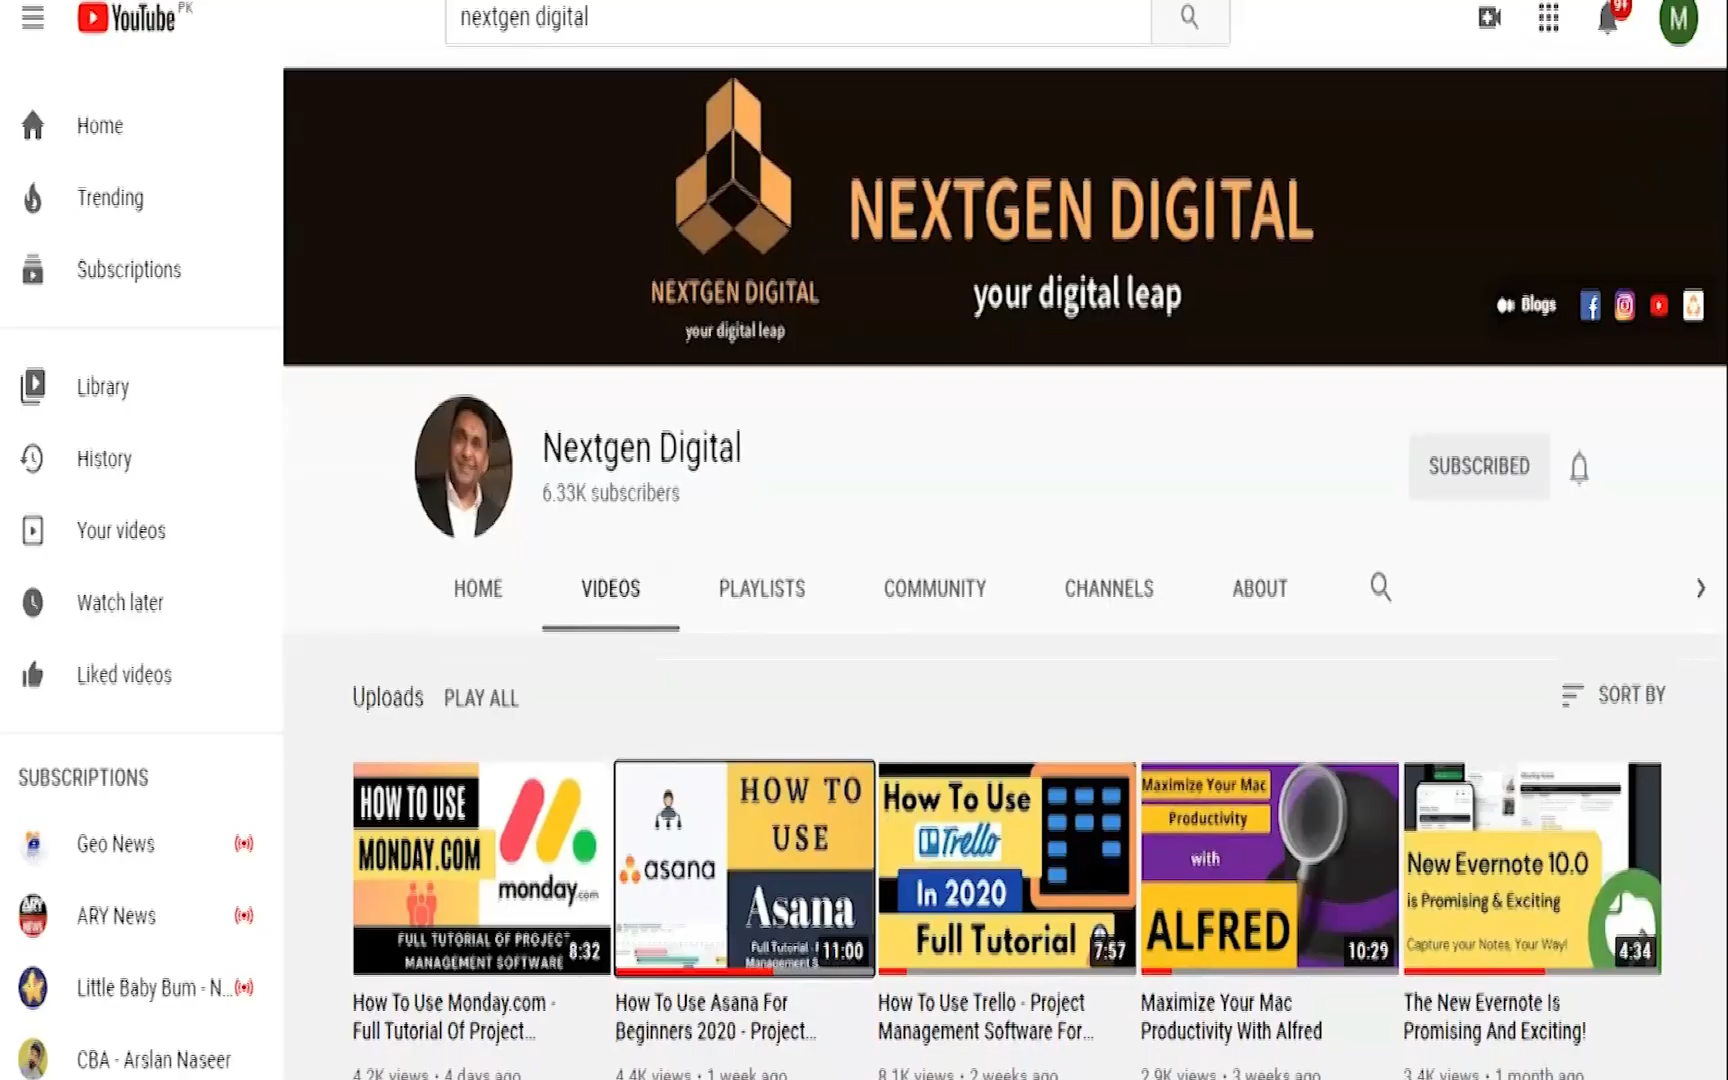 YouTube PK
nextgen digital
9+
M
Home
Trending
Subscriptions
Library
History
Your videos
Watch later
Liked videos
SUBSCRIPTIONS
Geo News
ARY News
Little Baby Bum - N...
CBA - Arslan Naseer
NEXTGEN DIGITAL
your digital leap
NEXTGEN DIGITAL
your digital leap
Blogs
Nextgen Digital
6.33K subscribers
SUBSCRIBED
HOME VIDEOS PLAYLISTS COMMUNITY CHANNELS ABOUT
Uploads PLAY ALL
SORT BY
HOW TO USE
MONDAY.COM
monday.com
FULL TUTORIAL OF PROJECT
MANAGEMENT SOFTWARE
8:32
How To Use Monday.com -
Full Tutorial Of Project...
4.2K views • 4 days ago
HOW TO
USE
asana
Asana
Full Tutorial
Management
11:00
How To Use Asana For
Beginners 2020 - Project...
4.4K views • 1 week ago
How To Use
Trello
In 2020
Full Tutorial
7:57
How To Use Trello - Project
Management Software For...
8.1K views • 2 weeks ago
Maximize Your Mac
Productivity
with
ALFRED
10:29
Maximize Your Mac
Productivity With Alfred
2.9K views • 3 weeks ago
New Evernote 10.0
is Promising & Exciting
Capture your Notes, Your Way!
4:34
The New Evernote Is
Promising And Exciting!
3.4K views • 1 month ago